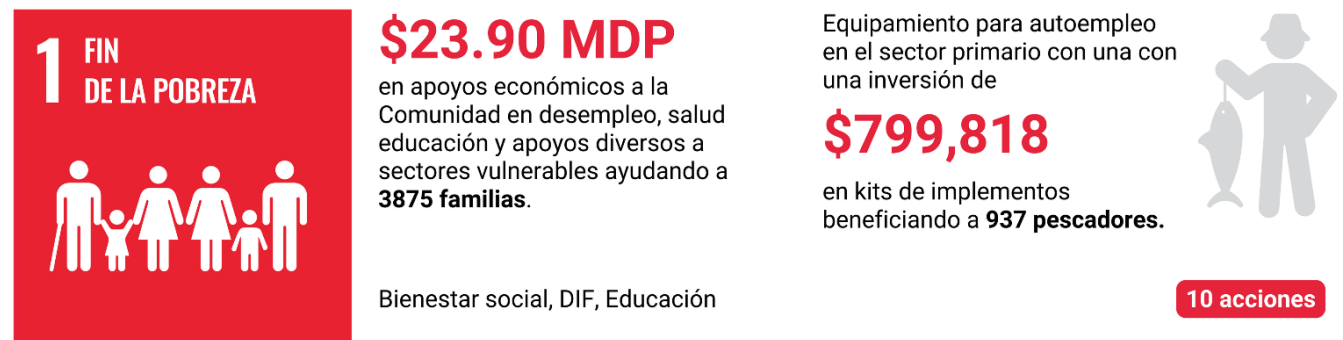 1 FIN
DE LA POBREZA
$23.90 MDP
en apoyos económicos a la
Comunidad en desempleo, salud
educación y apoyos diversos a
sectores vulnerables ayudando a
3875 familias.
Bienestar social, DIF, Educación
Equipamiento para autoempleo
en el sector primario con una con
una inversión de
$799,818
en kits de implementos
beneficiando a 937 pescadores.
10 acciones